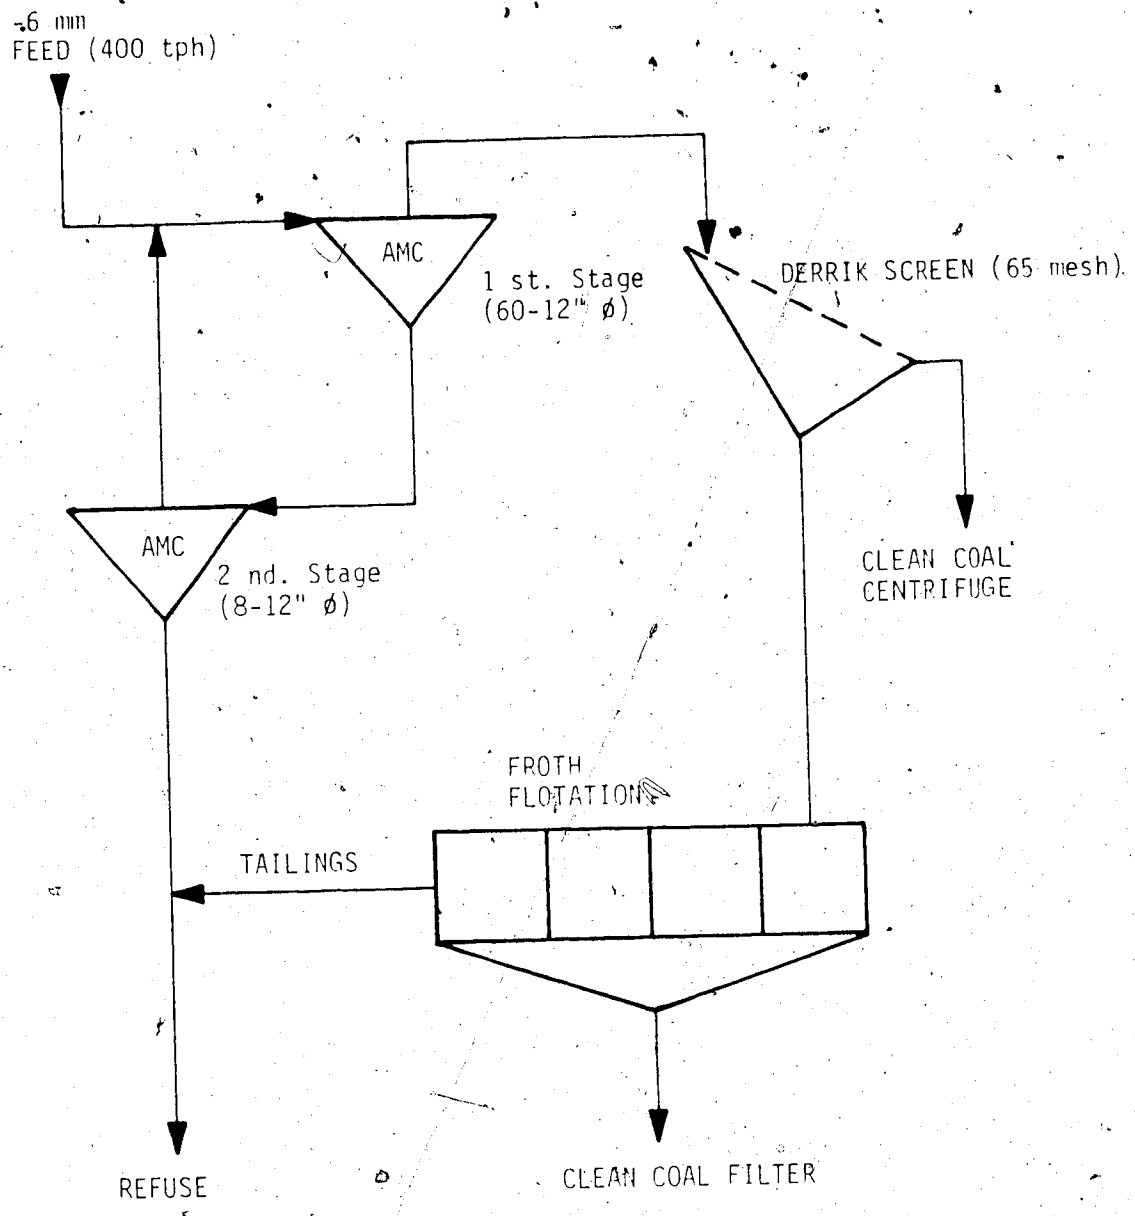 -6 mm
FEED (400 tph)
AMC
1 st. Stage
(60-12" ø)
DERRIK SCREEN (65 mesh)
AMC
2 nd. Stage
(8-12" ø)
CLEAN COAL
CENTRIFUGE
FROTH
FLOTATION
TAILINGS
REFUSE
CLEAN COAL FILTER